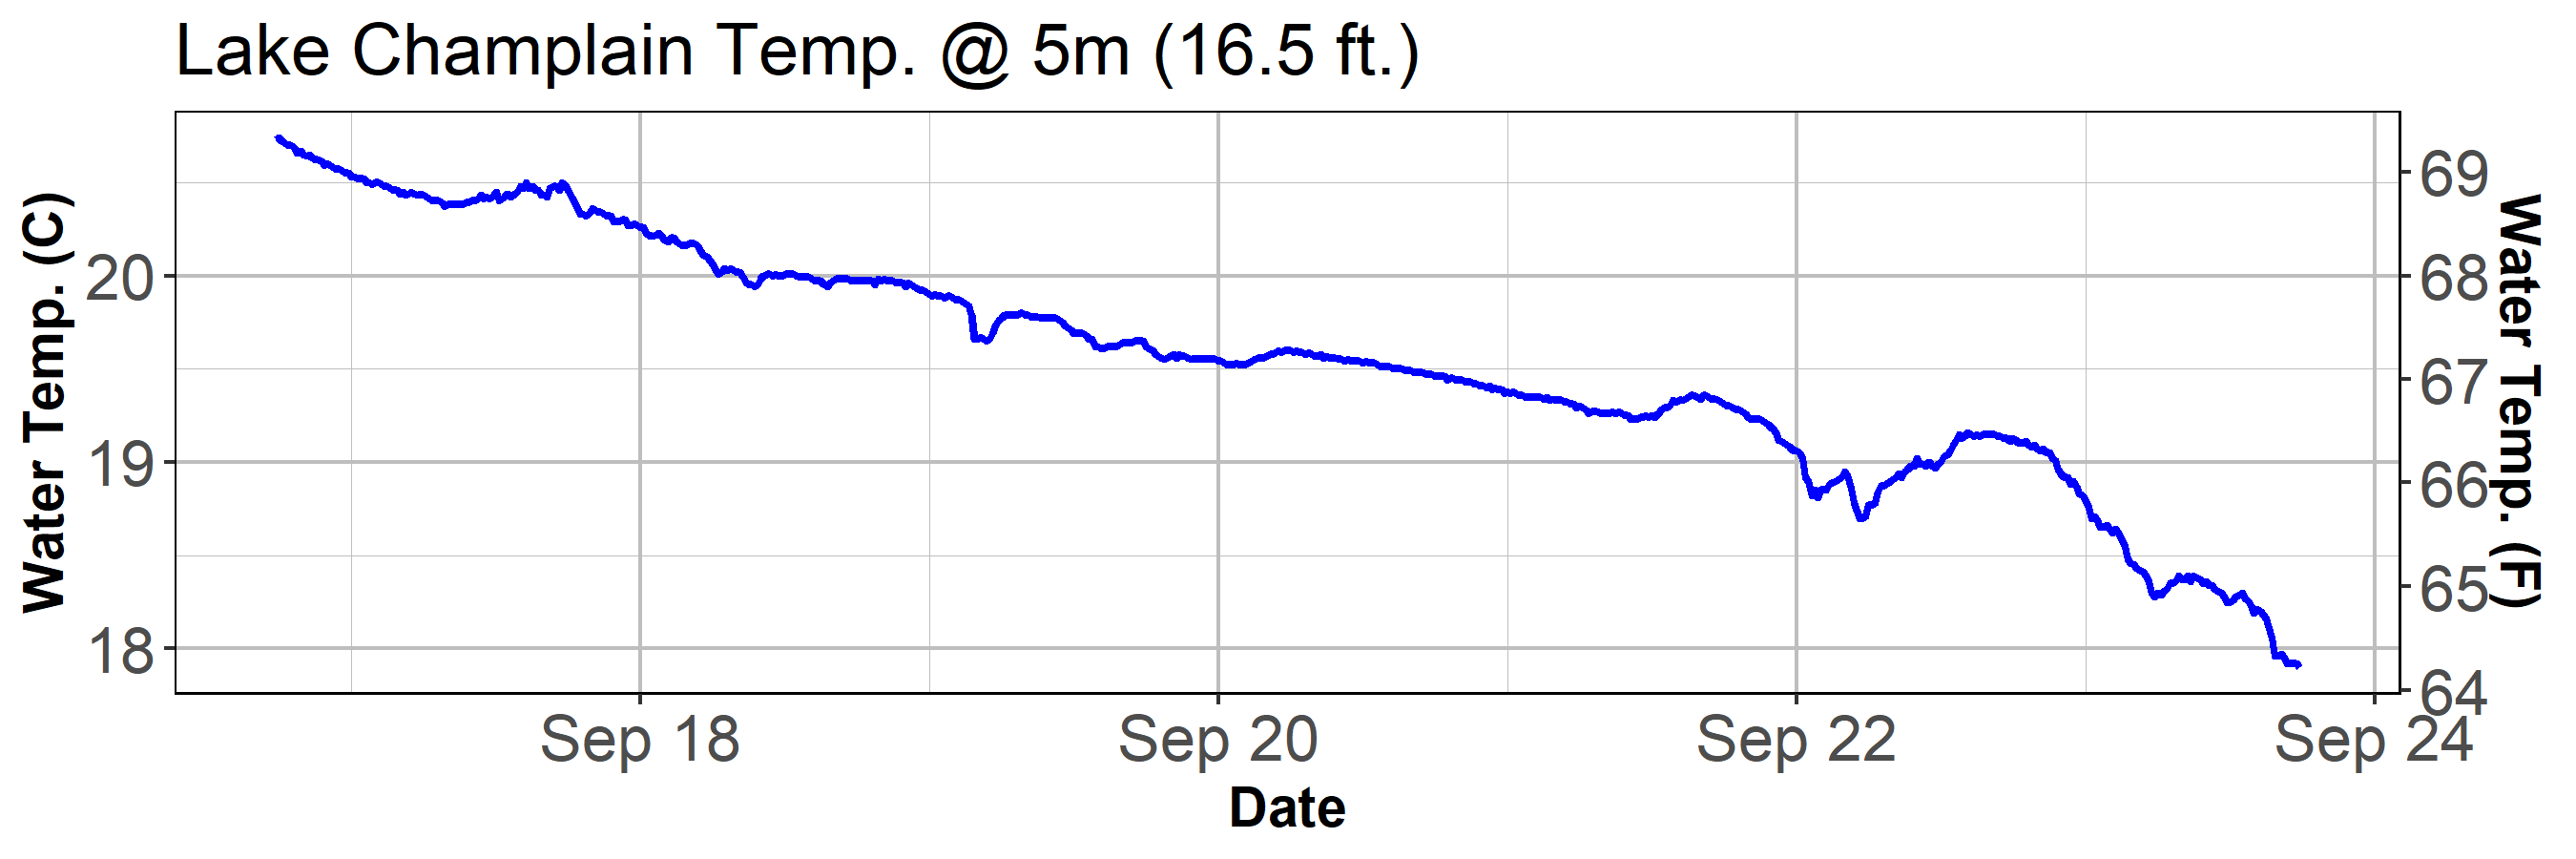 Lake Champlain Temp. @ 5m (16.5 ft.)
Water Temp. (C)
20
19
18
69
68
67
66
65
64
Water Temp. (F)
Sep 18
Sep 20
Sep 22
Sep 24
Date